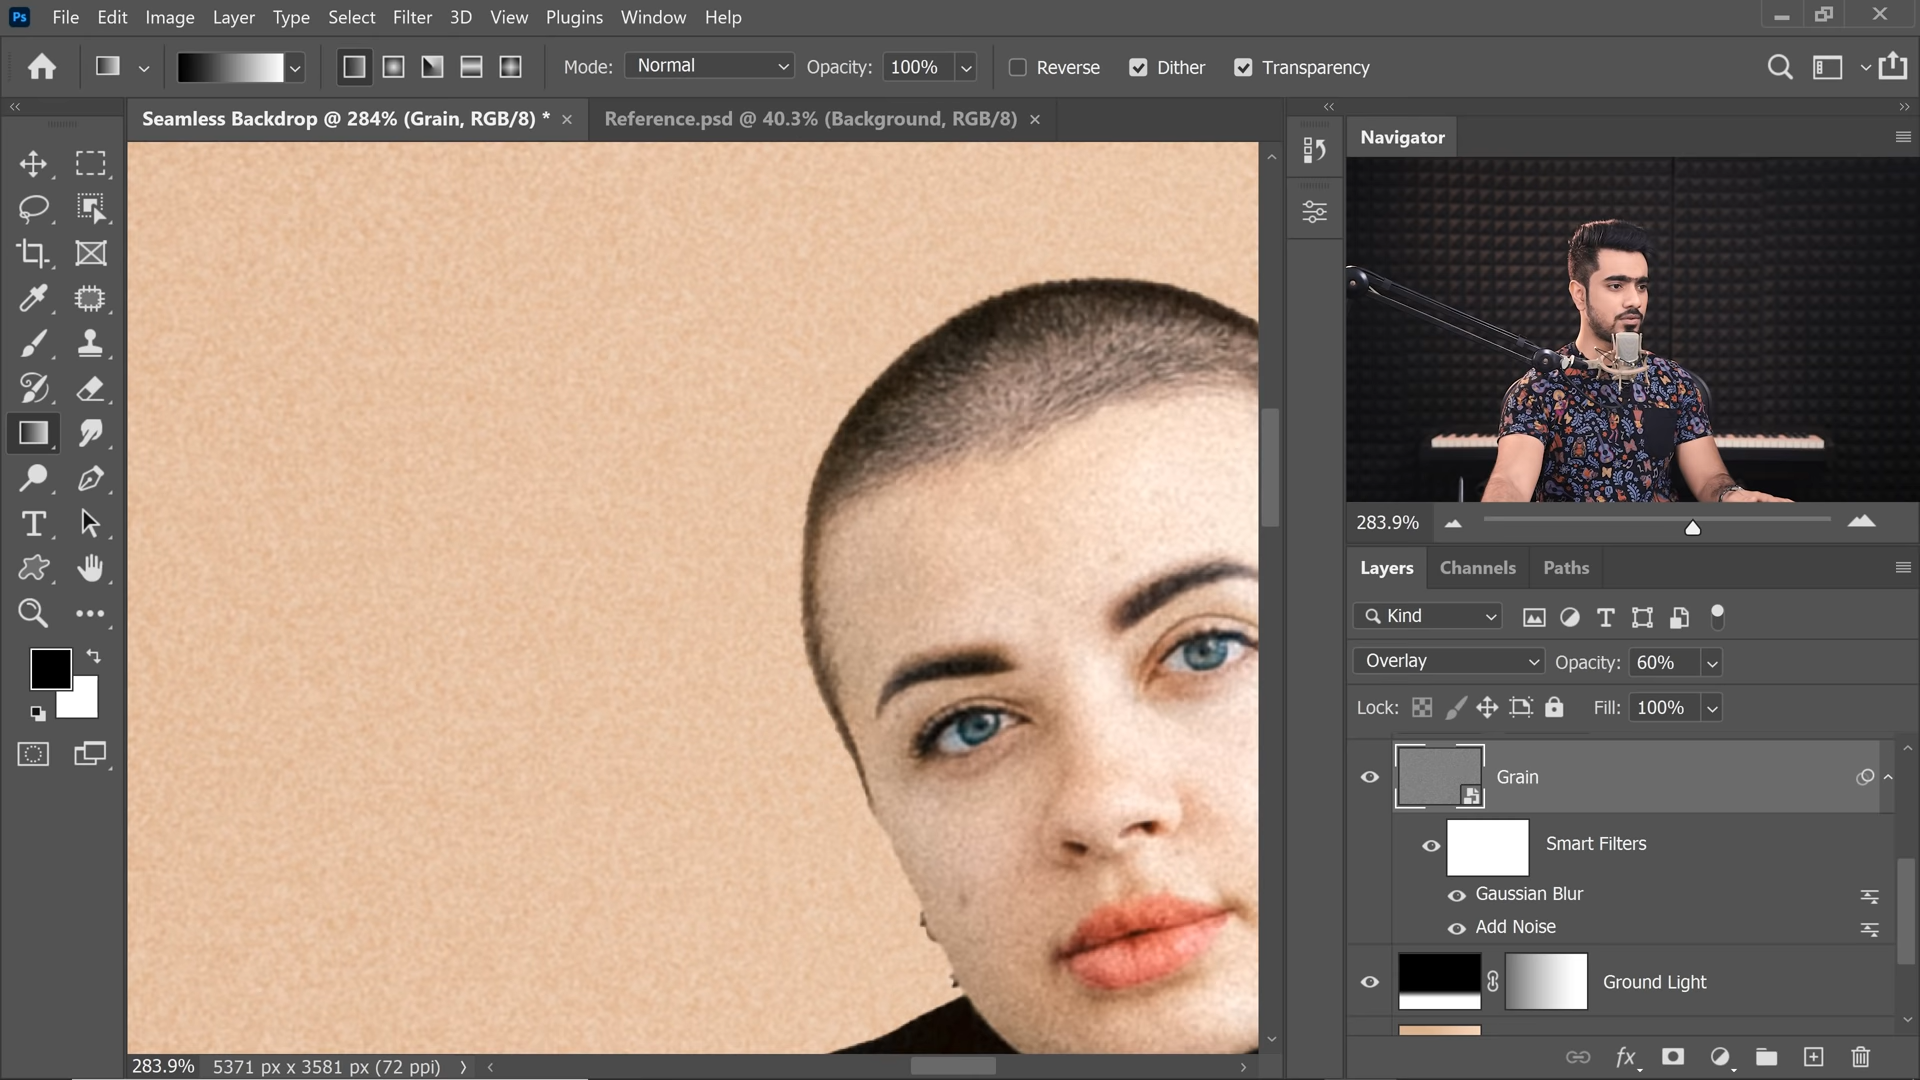 Ps File Edit Image Layer Type Select Filter 3D View Plugins Window Help
Mode: Normal Opacity: 100% Reverse Dither Transparency
Seamless Backdrop @ 284% (Grain, RGB/8) * × Reference.psd @ 40.3% (Background, RGB/8) ×
Navigator
283.9%
Layers Channels Paths
Kind
Overlay Opacity: 60%
Lock: Fill: 100%
Grain
Smart Filters
Gaussian Blur
Add Noise
Ground Light
fx
283.9% 5371 px x 3581 px (72 ppi)